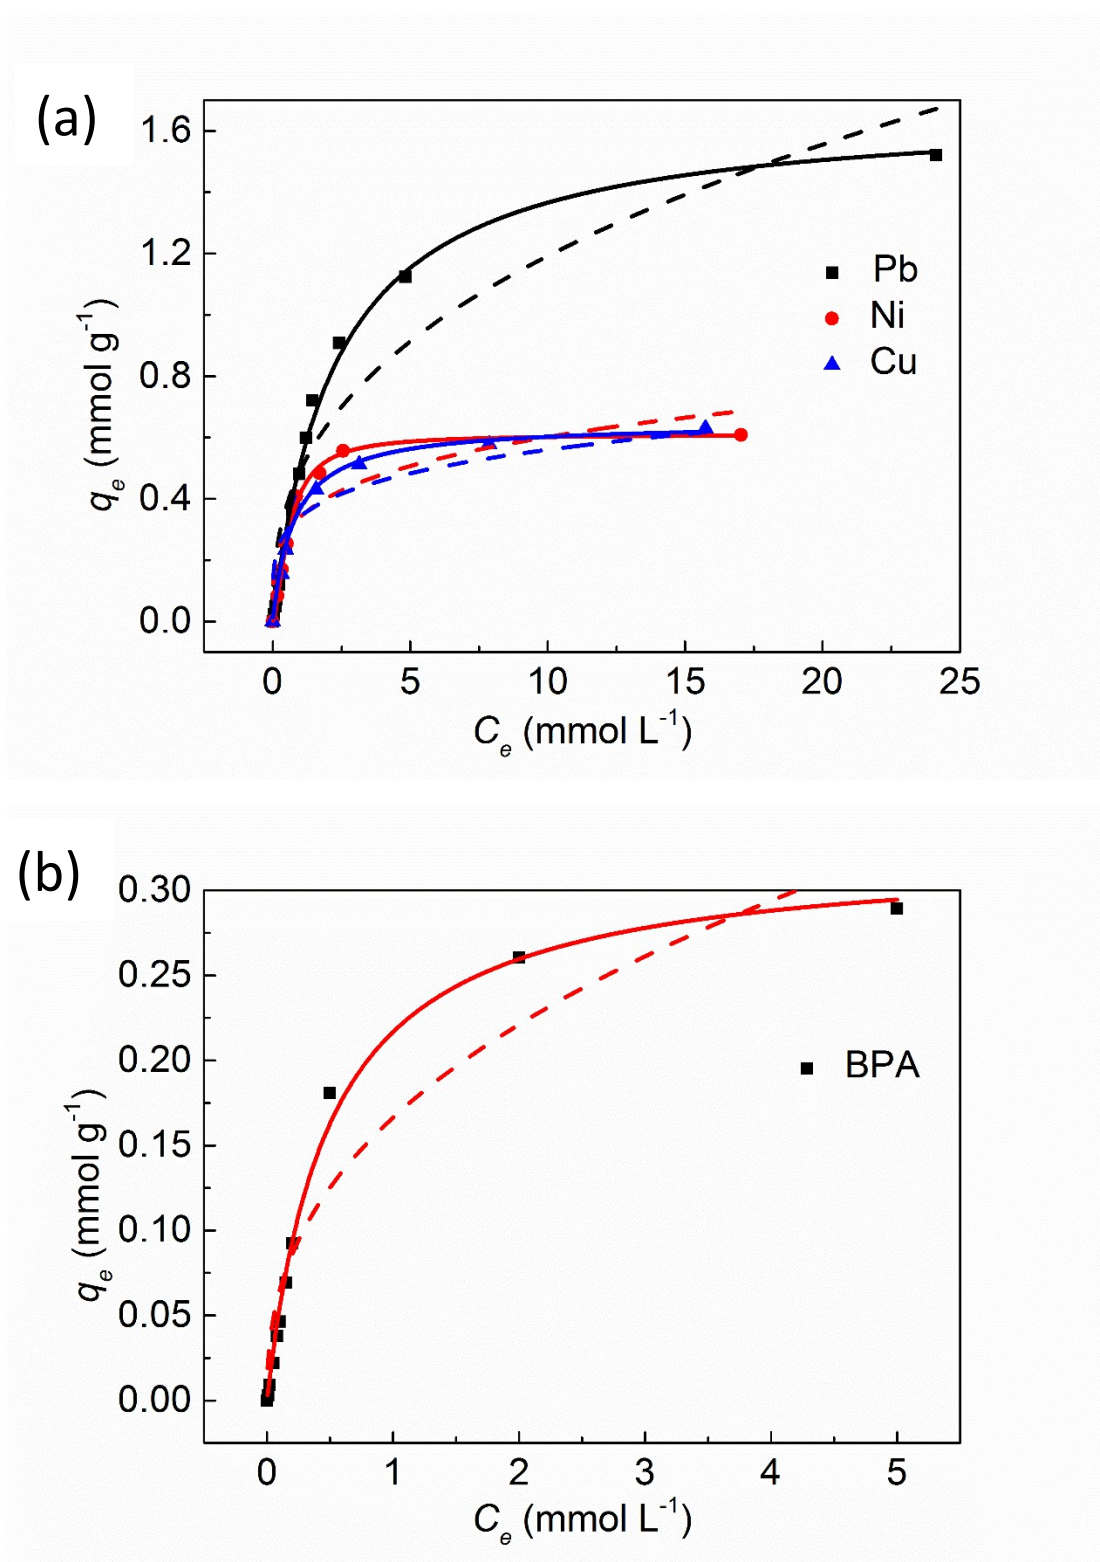 (a)
1.6
1.2
0.8
0.4
0.0
qₑ (mmol g⁻¹)
Pb
Ni
Cu
0 5 10 15 20 25
Cₑ (mmol L⁻¹)
(b)
0.30
0.25
0.20
0.15
0.10
0.05
0.00
qₑ (mmol g⁻¹)
BPA
0 1 2 3 4 5
Cₑ (mmol L⁻¹)